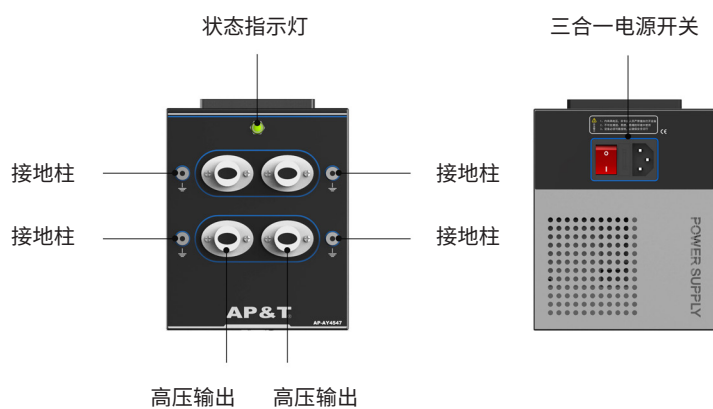 状态指示灯
三合一电源开关
接地柱
接地柱
接地柱
接地柱
AP&T
AP-AY4547
高压输出
高压输出
CE
POWER SUPPLY